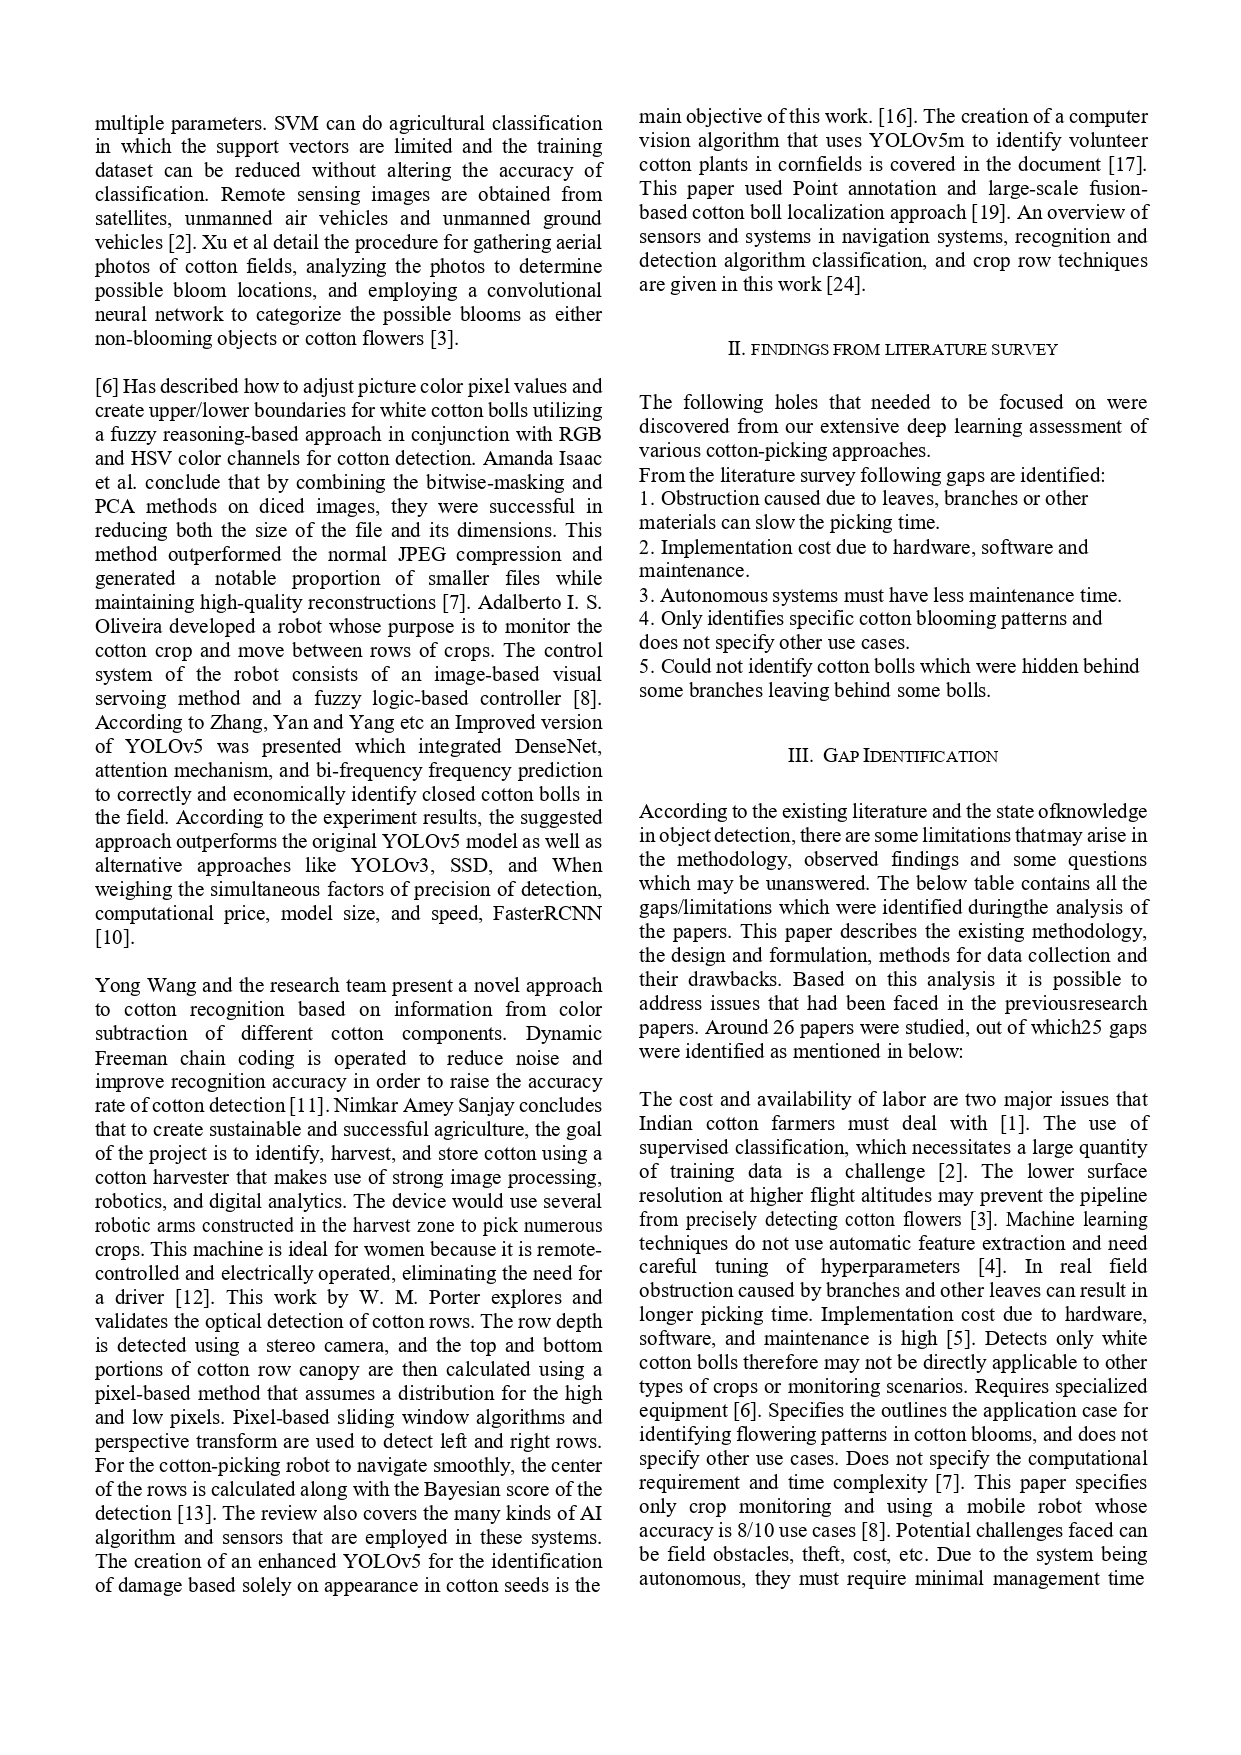 multiple parameters. SVM can do agricultural classification
in which the support vectors are limited and the training
dataset can be reduced without altering the accuracy of
classification. Remote sensing images are obtained from
satellites, unmanned air vehicles and unmanned ground
vehicles [2]. Xu et al detail the procedure for gathering aerial
photos of cotton fields, analyzing the photos to determine
possible bloom locations, and employing a convolutional
neural network to categorize the possible blooms as either
non-blooming objects or cotton flowers [3].
[6] Has described how to adjust picture color pixel values and
create upper/lower boundaries for white cotton bolls utilizing
a fuzzy reasoning-based approach in conjunction with RGB
and HSV color channels for cotton detection. Amanda Isaac
et al. conclude that by combining the bitwise-masking and
PCA methods on diced images, they were successful in
reducing both the size of the file and its dimensions. This
method outperformed the normal JPEG compression and
generated a notable proportion of smaller files while
maintaining high-quality reconstructions [7]. Adalberto I. S.
Oliveira developed a robot whose purpose is to monitor the
cotton crop and move between rows of crops. The control
system of the robot consists of an image-based visual
servoing method and a fuzzy logic-based controller [8].
According to Zhang, Yan and Yang etc an Improved version
of YOLOv5 was presented which integrated DenseNet,
attention mechanism, and bi-frequency frequency prediction
to correctly and economically identify closed cotton bolls in
the field. According to the experiment results, the suggested
approach outperforms the original YOLOv5 model as well as
alternative approaches like YOLOv3, SSD, and When
weighing the simultaneous factors of precision of detection,
computational price, model size, and speed, FasterRCNN
[10].
Yong Wang and the research team present a novel approach
to cotton recognition based on information from color
subtraction of different cotton components. Dynamic
Freeman chain coding is operated to reduce noise and
improve recognition accuracy in order to raise the accuracy
rate of cotton detection [11]. Nimkar Amey Sanjay concludes
that to create sustainable and successful agriculture, the goal
of the project is to identify, harvest, and store cotton using a
cotton harvester that makes use of strong image processing,
robotics, and digital analytics. The device would use several
robotic arms constructed in the harvest zone to pick numerous
crops. This machine is ideal for women because it is remote-
controlled and electrically operated, eliminating the need for
a driver [12]. This work by W. M. Porter explores and
validates the optical detection of cotton rows. The row depth
is detected using a stereo camera, and the top and bottom
portions of cotton row canopy are then calculated using a
pixel-based method that assumes a distribution for the high
and low pixels. Pixel-based sliding window algorithms and
perspective transform are used to detect left and right rows.
For the cotton-picking robot to navigate smoothly, the center
of the rows is calculated along with the Bayesian score of the
detection [13]. The review also covers the many kinds of AI
algorithm and sensors that are employed in these systems.
The creation of an enhanced YOLOv5 for the identification
of damage based solely on appearance in cotton seeds is the
main objective of this work. [16]. The creation of a computer
vision algorithm that uses YOLOv5m to identify volunteer
cotton plants in cornfields is covered in the document [17].
This paper used Point annotation and large-scale fusion-
based cotton boll localization approach [19]. An overview of
sensors and systems in navigation systems, recognition and
detection algorithm classification, and crop row techniques
are given in this work [24].
II. FINDINGS FROM LITERATURE SURVEY
The following holes that needed to be focused on were
discovered from our extensive deep learning assessment of
various cotton-picking approaches.
From the literature survey following gaps are identified:
1. Obstruction caused due to leaves, branches or other
materials can slow the picking time.
2. Implementation cost due to hardware, software and
maintenance.
3. Autonomous systems must have less maintenance time.
4. Only identifies specific cotton blooming patterns and
does not specify other use cases.
5. Could not identify cotton bolls which were hidden behind
some branches leaving behind some bolls.
III. GAP IDENTIFICATION
According to the existing literature and the state ofknowledge
in object detection, there are some limitations thatmay arise in
the methodology, observed findings and some questions
which may be unanswered. The below table contains all the
gaps/limitations which were identified duringthe analysis of
the papers. This paper describes the existing methodology,
the design and formulation, methods for data collection and
their drawbacks. Based on this analysis it is possible to
address issues that had been faced in the previousresearch
papers. Around 26 papers were studied, out of which25 gaps
were identified as mentioned in below:
The cost and availability of labor are two major issues that
Indian cotton farmers must deal with [1]. The use of
supervised classification, which necessitates a large quantity
of training data is a challenge [2]. The lower surface
resolution at higher flight altitudes may prevent the pipeline
from precisely detecting cotton flowers [3]. Machine learning
techniques do not use automatic feature extraction and need
careful tuning of hyperparameters [4]. In real field
obstruction caused by branches and other leaves can result in
longer picking time. Implementation cost due to hardware,
software, and maintenance is high [5]. Detects only white
cotton bolls therefore may not be directly applicable to other
types of crops or monitoring scenarios. Requires specialized
equipment [6]. Specifies the outlines the application case for
identifying flowering patterns in cotton blooms, and does not
specify other use cases. Does not specify the computational
requirement and time complexity [7]. This paper specifies
only crop monitoring and using a mobile robot whose
accuracy is 8/10 use cases [8]. Potential challenges faced can
be field obstacles, theft, cost, etc. Due to the system being
autonomous, they must require minimal management time